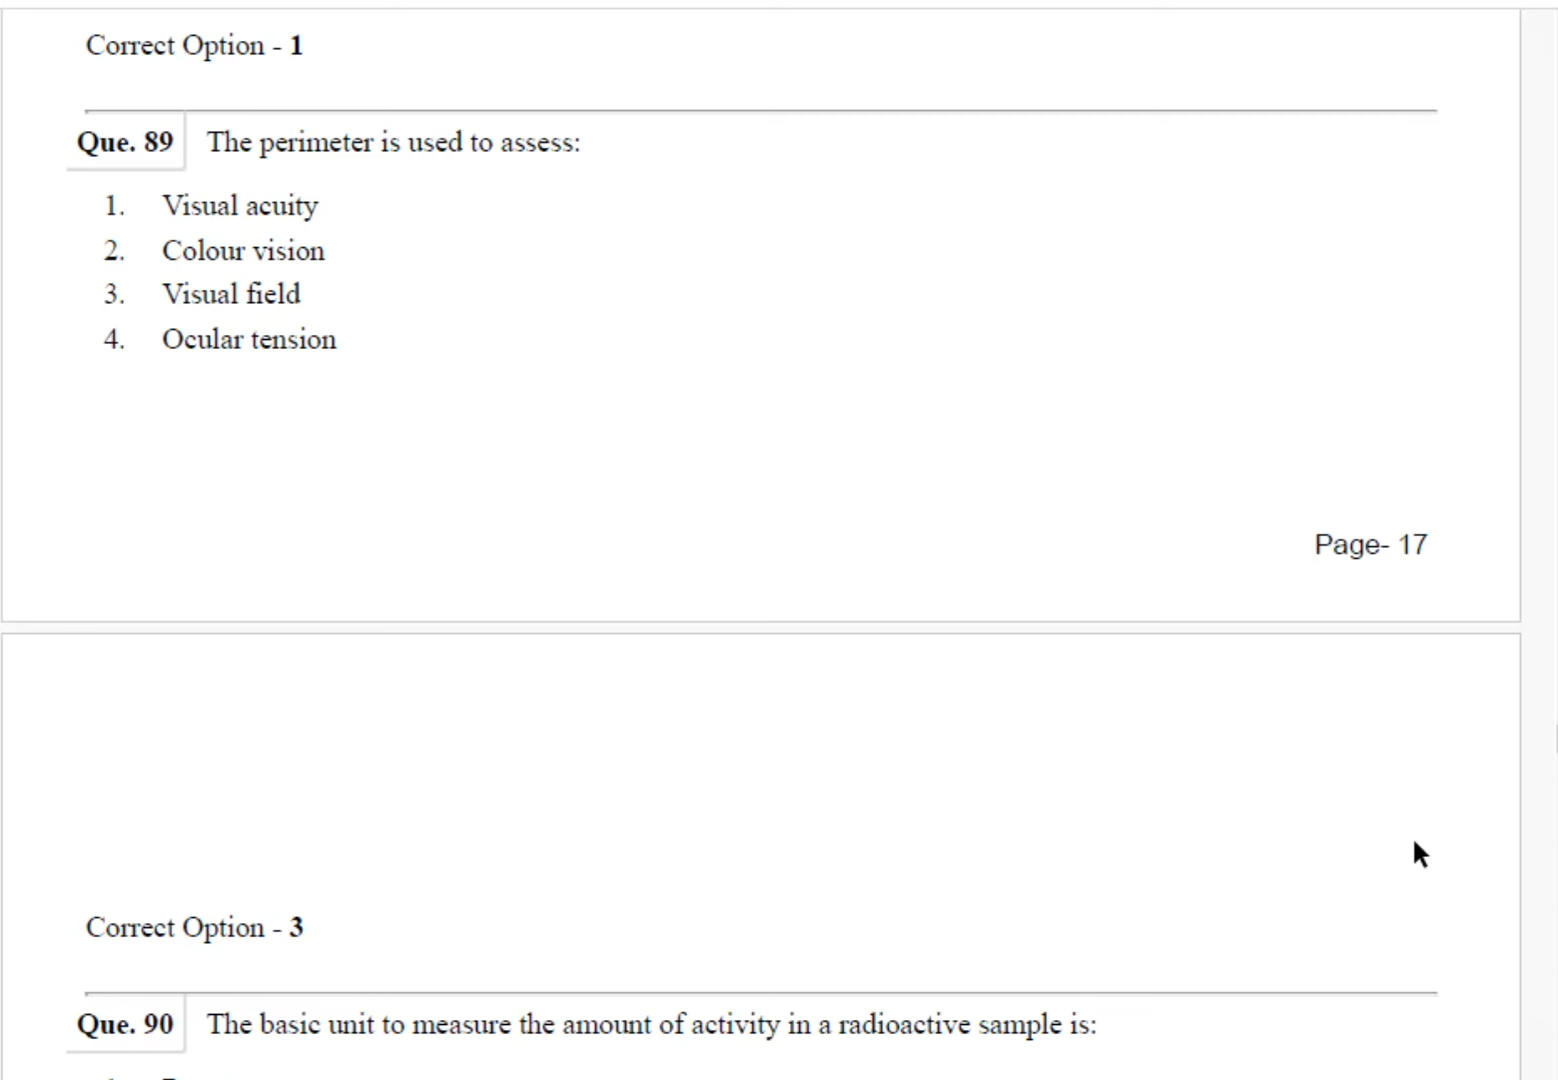 Correct Option - 1
Que. 89 The perimeter is used to assess:
1. Visual acuity
2. Colour vision
3. Visual field
4. Ocular tension
Page- 17
Correct Option - 3
Que. 90 The basic unit to measure the amount of activity in a radioactive sample is: